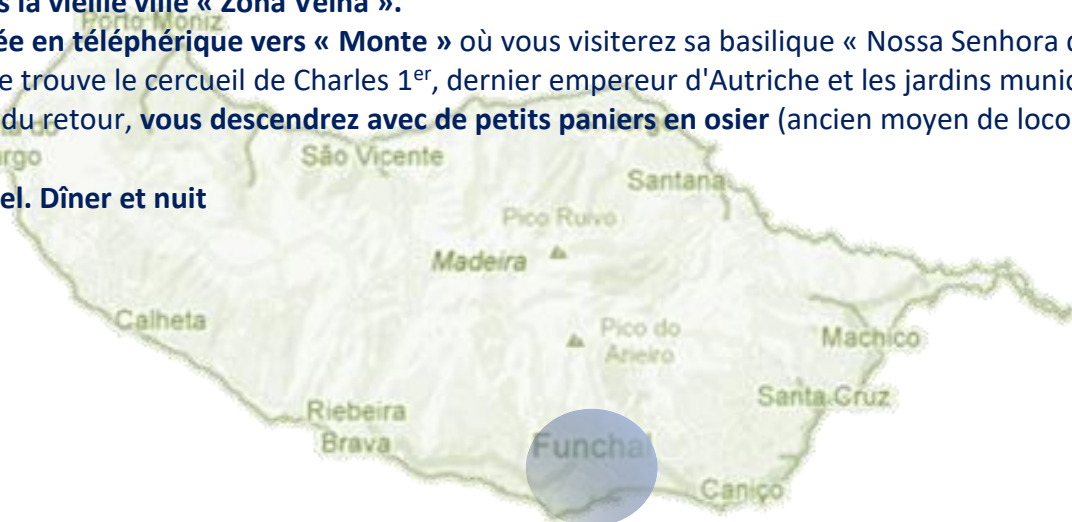 s la vieille ville « Zona Velha ».
Porto Moniz
ée en téléphérique vers « Monte » où vous visiterez sa basilique « Nossa Senhora
e trouve le cercueil de Charles 1er, dernier empereur d'Autriche et les jardins munic
du retour, vous descendrez avec de petits paniers en osier (ancien moyen de loco
São Vicente
Santana
el. Dîner et nuit
Pico Ruivo
Madeira
Calheta
Pico do
Arieiro
Machico
Santa Cruz
Riebeira
Brava
Funchal
Caniço